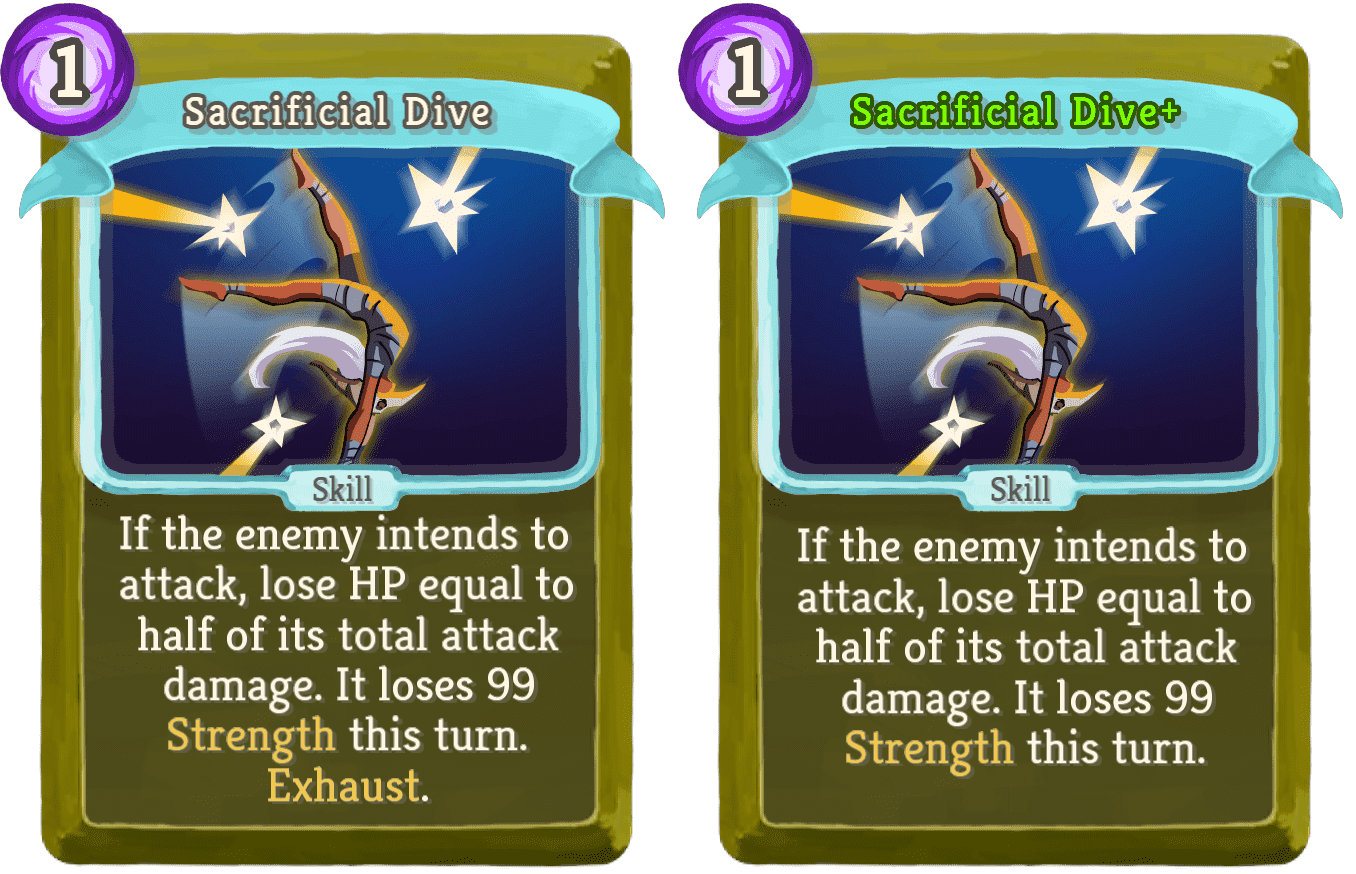 1
Sacrificial Dive
Skill
If the enemy intends to
attack, lose HP equal to
half of its total attack
damage. It loses 99
Strength this turn.
Exhaust.
1
Sacrificial Dive+
Skill
If the enemy intends to
attack, lose HP equal to
half of its total attack
damage. It loses 99
Strength this turn.